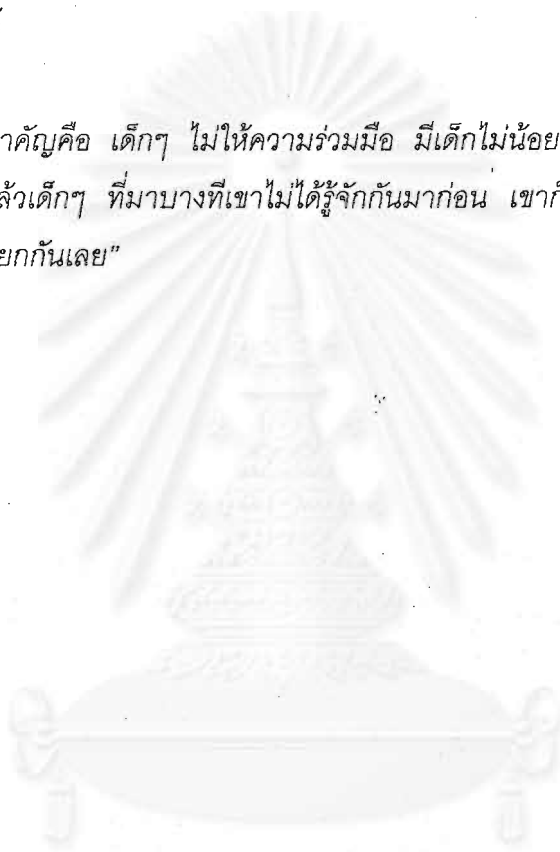 าคัญคือ เด็กๆ ไม่ให้ความร่วมมือ มีเด็กไม่น้อย
ล้วเด็กๆ ที่มาบางทีเขาไม่ได้รู้จักกันมาก่อน เขาก็
ยกกันเลย”